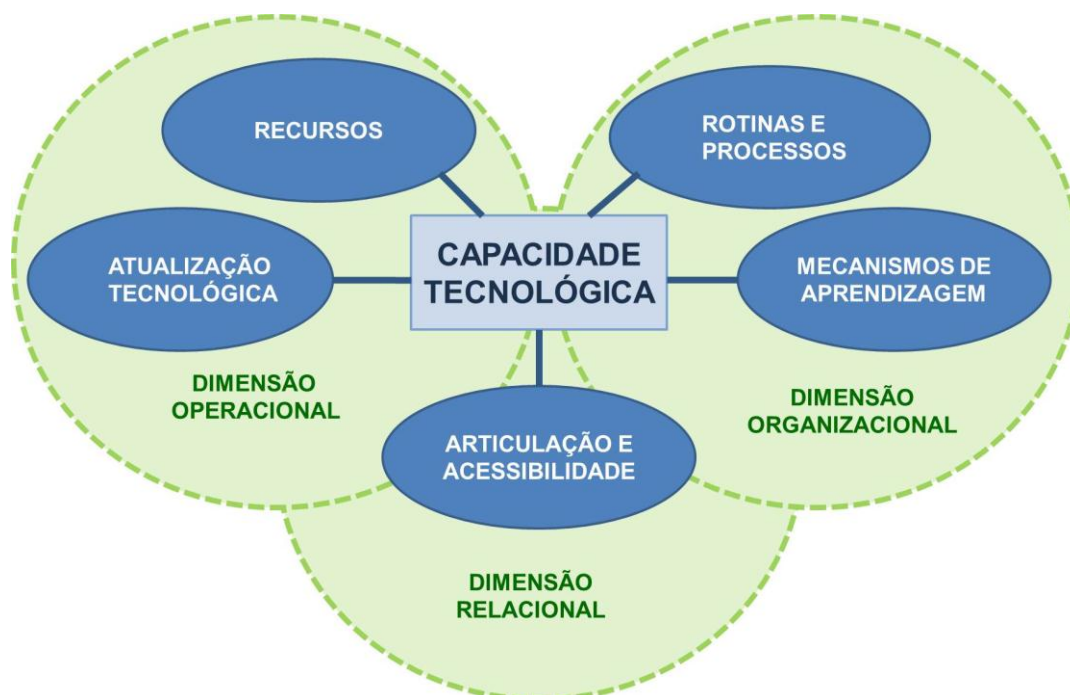 RECURSOS
ROTINAS E
PROCESSOS
CAPACIDADE
TECNOLÓGICA
ATUALIZAÇÃO
TECNOLÓGICA
MECANISMOS DE
APRENDIZAGEM
DIMENSÃO
OPERACIONAL
DIMENSÃO
ORGANIZACIONAL
ARTICULAÇÃO E
ACESSIBILIDADE
DIMENSÃO
RELACIONAL